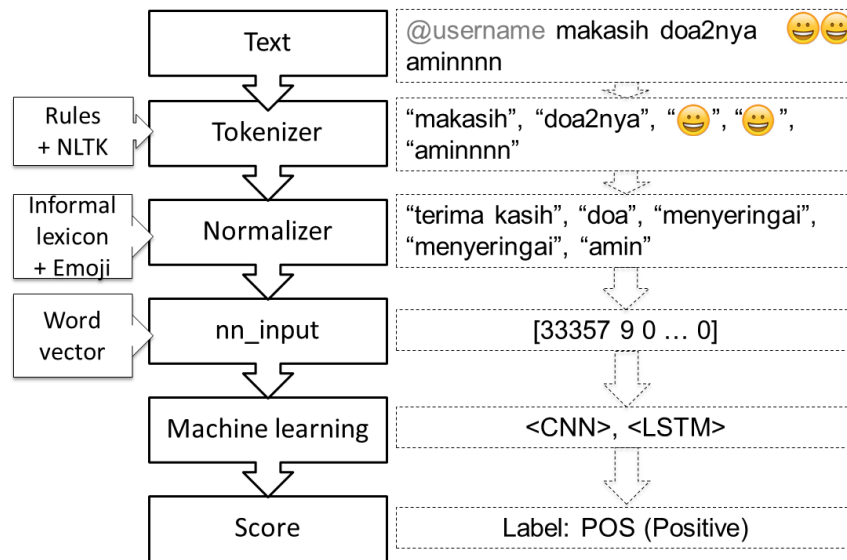 Text
@username makasih doa2nya 😀😀
aminnnn
Rules
+ NLTK
Tokenizer
“makasih”, “doa2nya”, “😀”, “😀”,
“aminnnn”
Informal
lexicon
+ Emoji
Normalizer
“terima kasih”, “doa”, “menyeringai”,
“menyeringai”, “amin”
Word
vector
nn_input
[33357 9 0 … 0]
Machine learning
<CNN>, <LSTM>
Score
Label: POS (Positive)